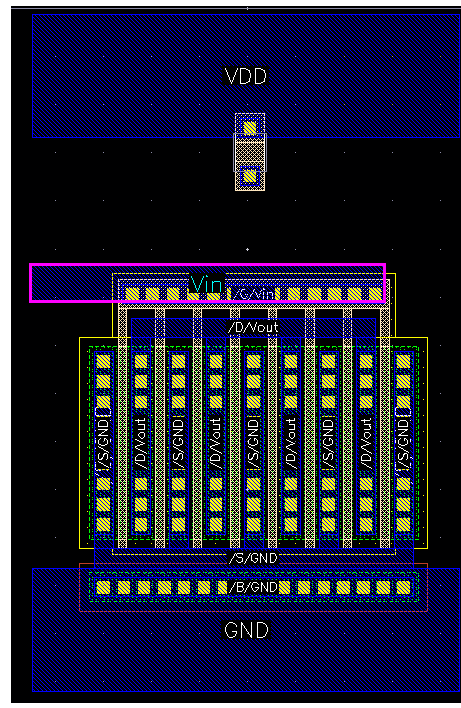 VDD
Vin
/G/Vin
/D/Vout
/S/GND
/D/Vout
/S/GND
/D/Vout
/S/GND
/D/Vout
/S/GND
/D/Vout
/S/GND
/S/GND
/B/GND
GND